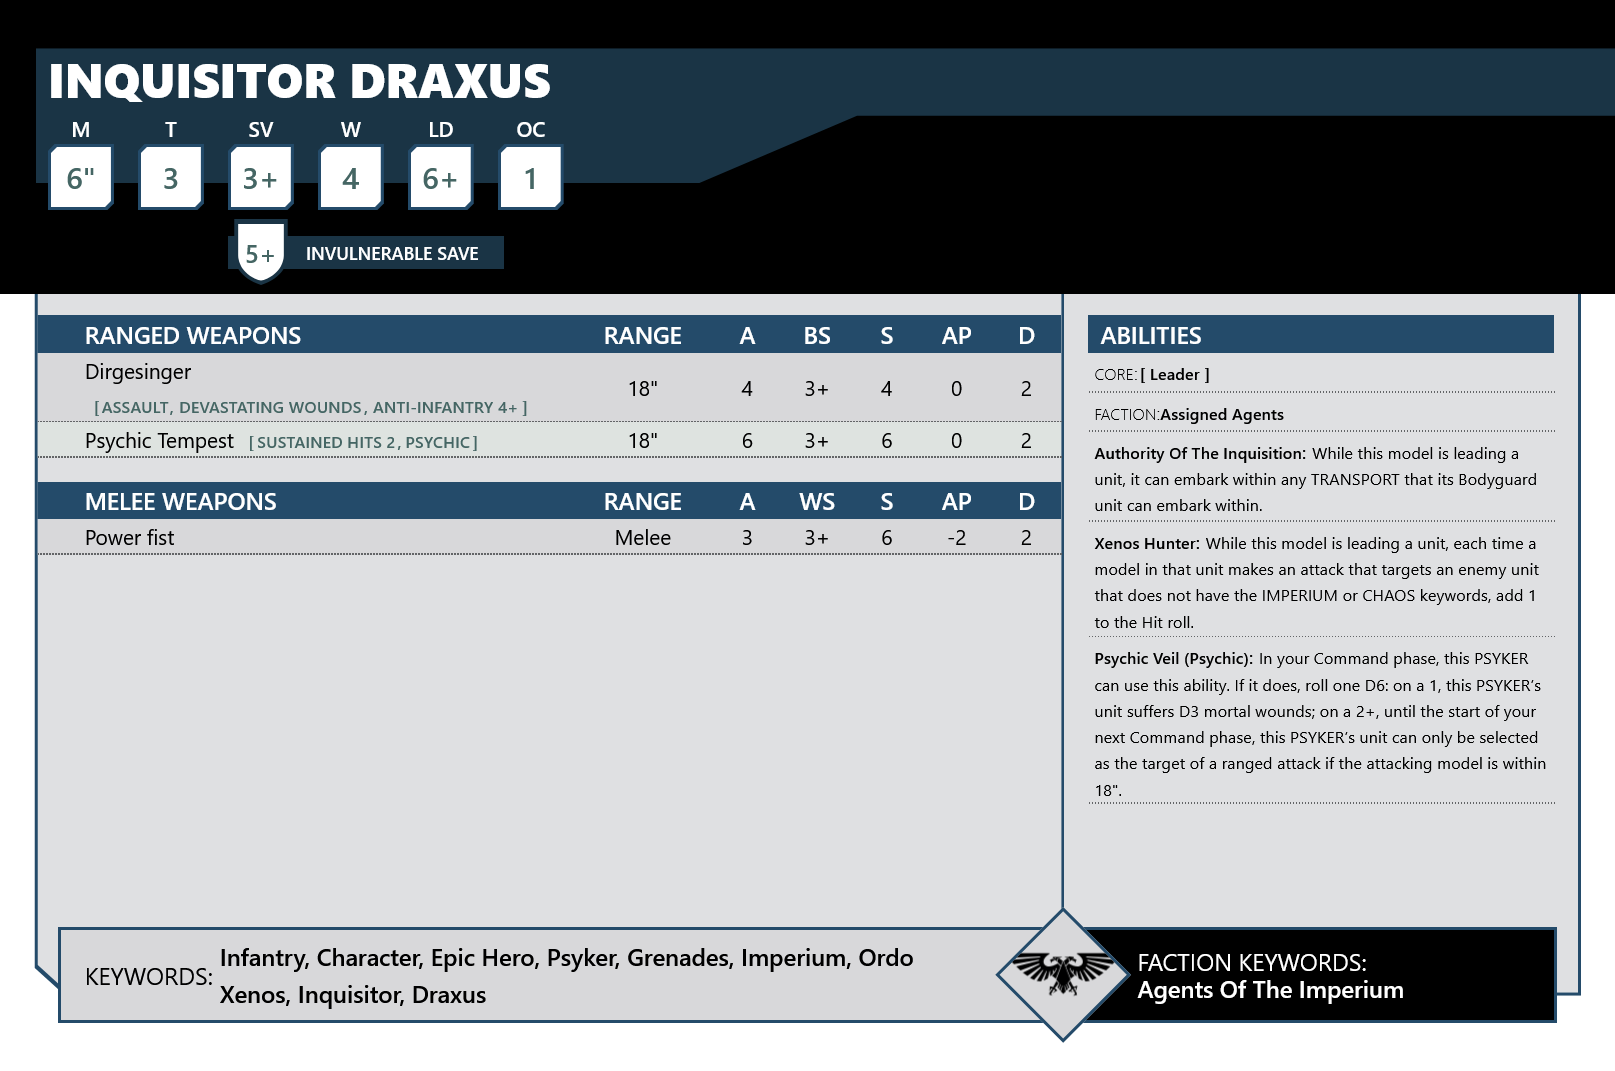 INQUISITOR DRAXUS
M T SV W LD OC
6" 3 3+ 4 6+ 1
5+ INVULNERABLE SAVE
RANGED WEAPONS RANGE A BS S AP D
Dirgesinger
[ ASSAULT, DEVASTATING WOUNDS, ANTI-INFANTRY 4+ ] 18" 4 3+ 4 0 2
Psychic Tempest [ SUSTAINED HITS 2, PSYCHIC ] 18" 6 3+ 6 0 2
MELEE WEAPONS RANGE A WS S AP D
Power fist Melee 3 3+ 6 -2 2
ABILITIES
CORE: [ Leader ]
FACTION:Assigned Agents
Authority Of The Inquisition: While this model is leading a
unit, it can embark within any TRANSPORT that its Bodyguard
unit can embark within.
Xenos Hunter: While this model is leading a unit, each time a
model in that unit makes an attack that targets an enemy unit
that does not have the IMPERIUM or CHAOS keywords, add 1
to the Hit roll.
Psychic Veil (Psychic): In your Command phase, this PSYKER
can use this ability. If it does, roll one D6: on a 1, this PSYKER's
unit suffers D3 mortal wounds; on a 2+, until the start of your
next Command phase, this PSYKER's unit can only be selected
as the target of a ranged attack if the attacking model is within
18".
KEYWORDS: Infantry, Character, Epic Hero, Psyker, Grenades, Imperium, Ordo
Xenos, Inquisitor, Draxus
FACTION KEYWORDS:
Agents Of The Imperium